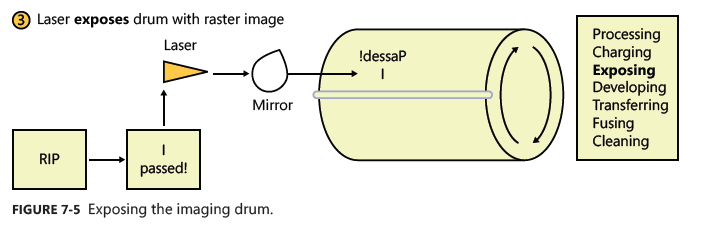 3 Laser exposes drum with raster image
Laser
Mirror
RIP
I
passed!
!dessaP
I
Processing
Charging
Exposing
Developing
Transferring
Fusing
Cleaning
FIGURE 7-5 Exposing the imaging drum.